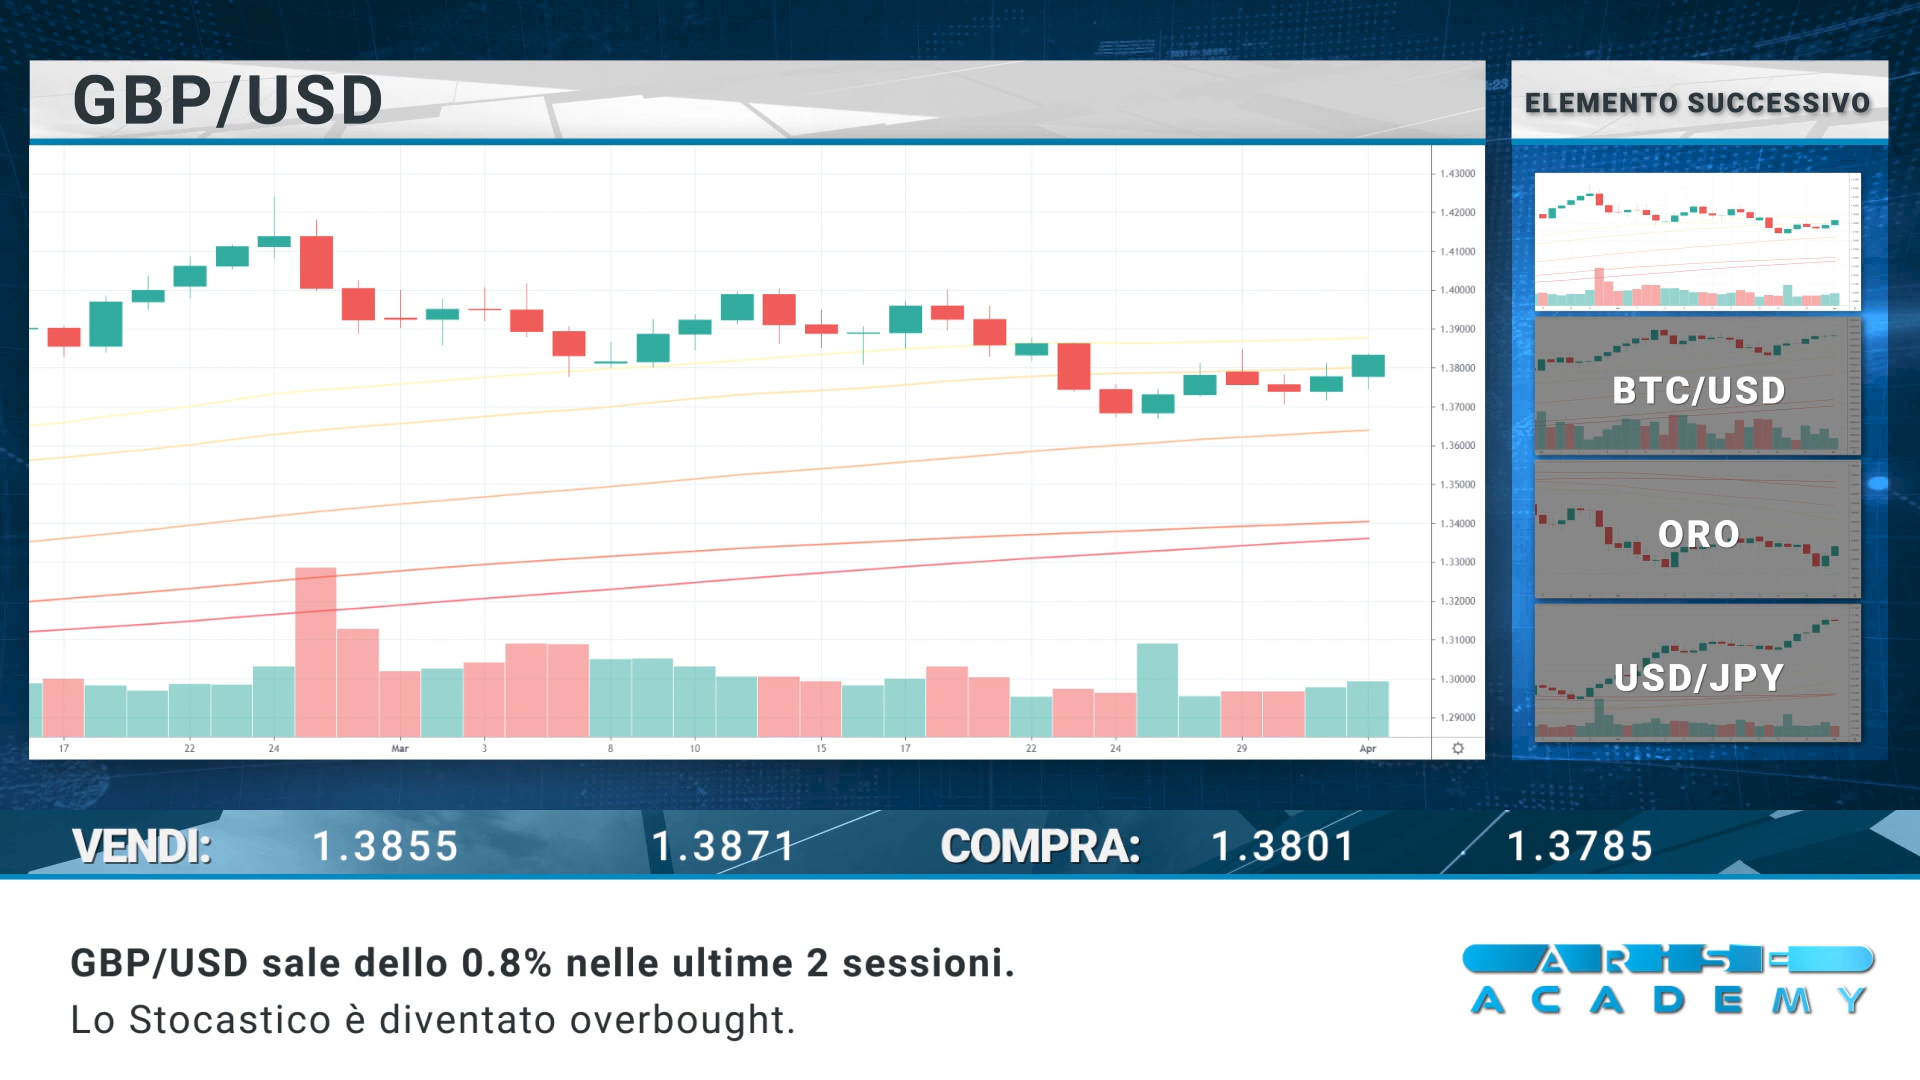 GBP/USD
ELEMENTO SUCCESSIVO
1.43000
1.42000
1.41000
1.40000
1.39000
1.38000
1.37000
1.36000
1.35000
1.34000
1.33000
1.32000
1.31000
1.30000
1.29000
17 22 24 Mar 3 8 10 15 17 22 24 29 Apr
BTC/USD
ORO
USD/JPY
VENDI: 1.3855 1.3871 COMPRA: 1.3801 1.3785
GBP/USD sale dello 0.8% nelle ultime 2 sessioni.
Lo Stocastico è diventato overbought.
ARISE
ACADEMY